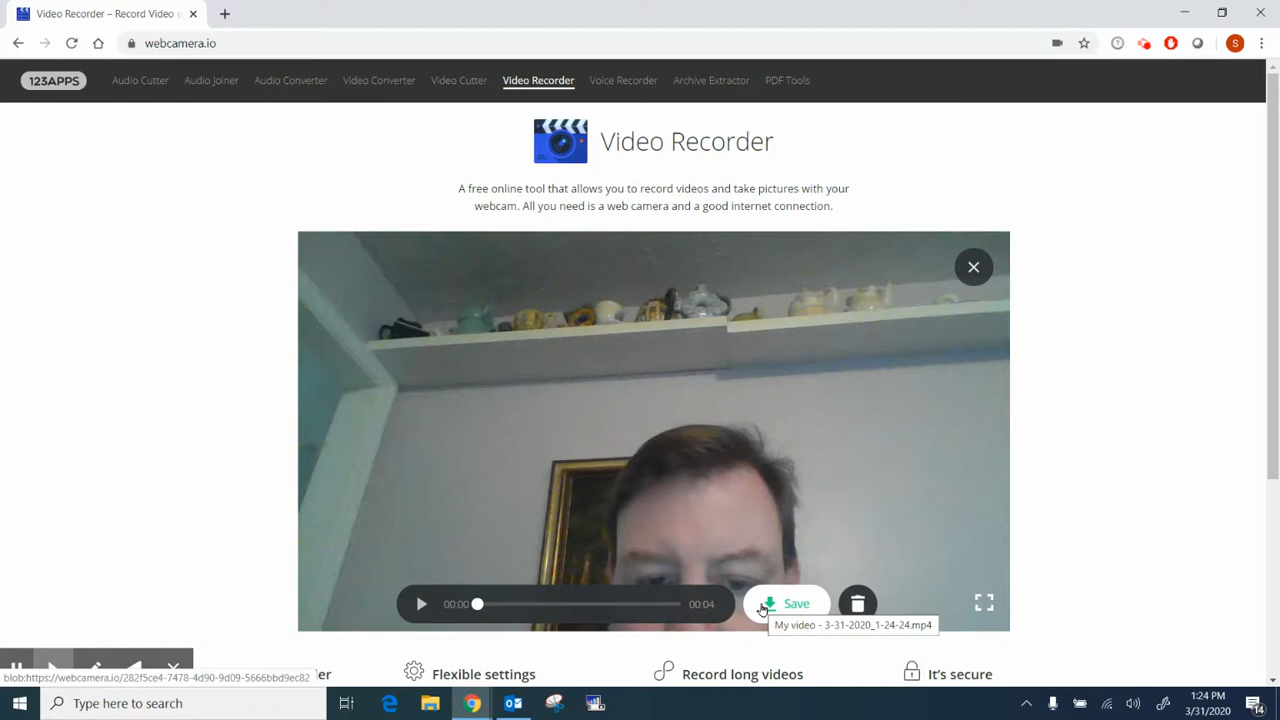 Video Recorder – Record Video w
webcamera.io
S
123APPS
Audio Cutter
Audio Joiner
Audio Converter
Video Converter
Video Cutter
Video Recorder
Voice Recorder
Archive Extractor
PDF Tools
Video Recorder
A free online tool that allows you to record videos and take pictures with your
webcam. All you need is a web camera and a good internet connection.
00:00
00:04
Save
My video - 3-31-2020_1-24-24.mp4
der
Flexible settings
Record long videos
It's secure
blob:https://webcamera.io/282f5ce4-7478-4d90-9d09-5666bbd9ec82
Type here to search
1:24 PM
3/31/2020
14